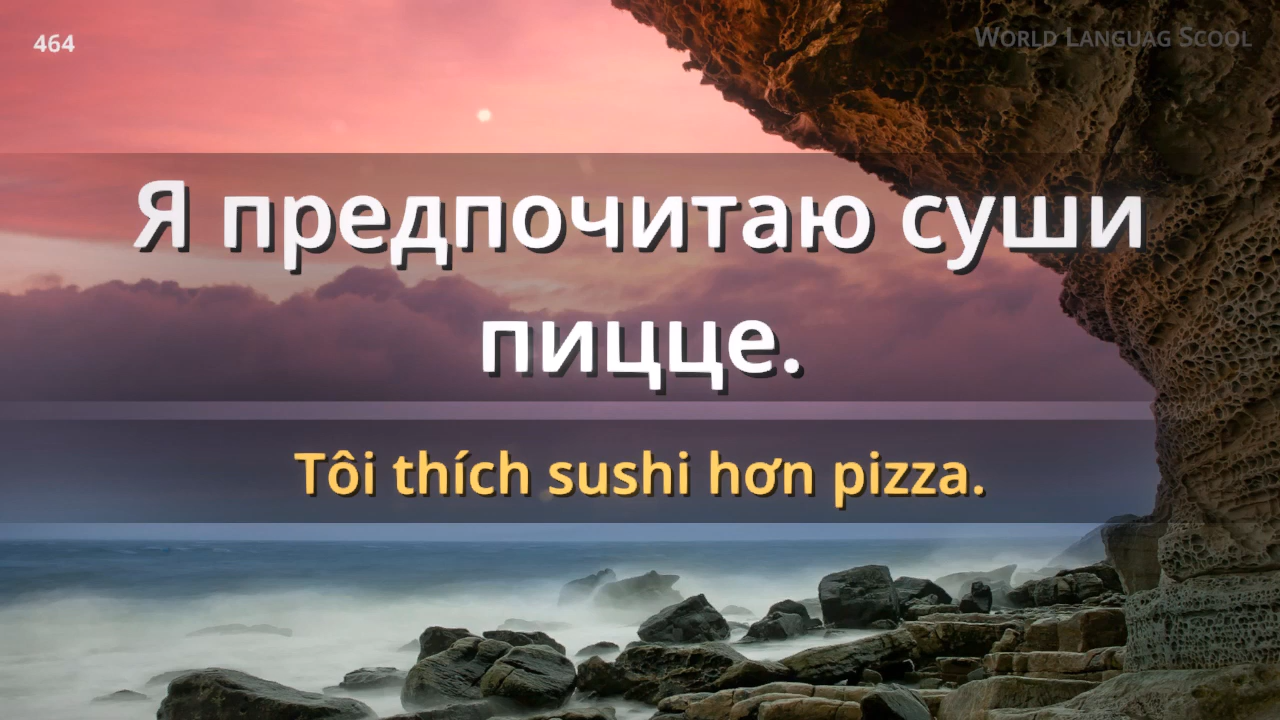 464
World Languag Scool
Я предпочитаю суши
пицце.
Tôi thích sushi hơn pizza.